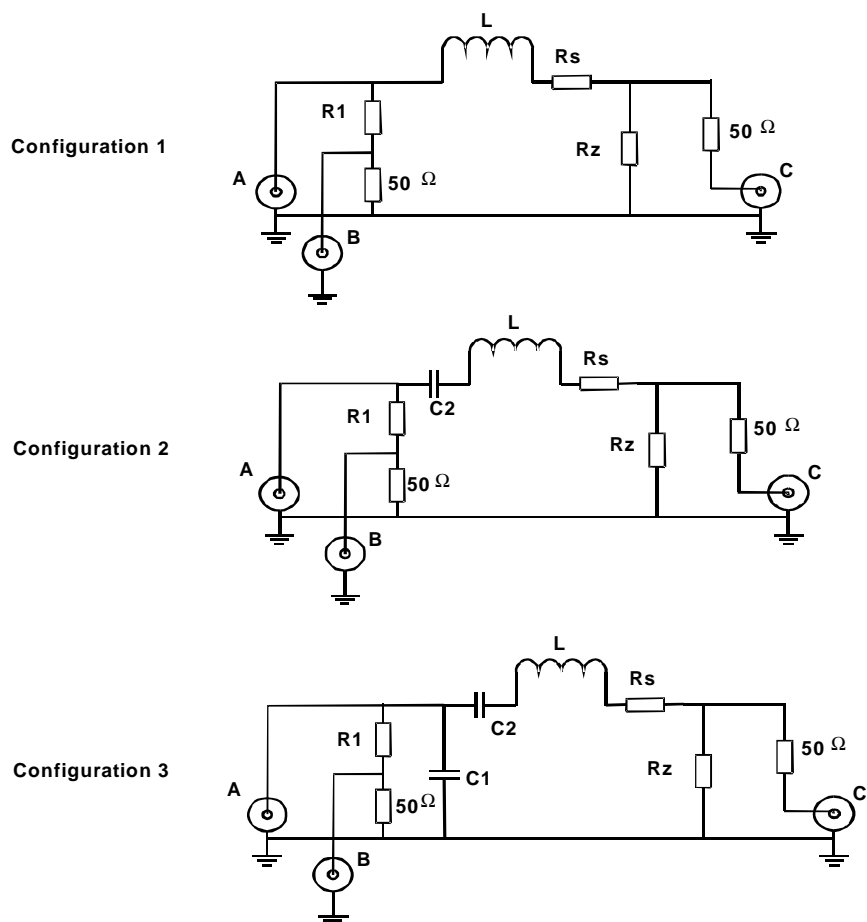 L
Rs
R1
50 Ω
Configuration 1
Rz
A
50 Ω
C
B
L
Rs
C2
R1
50 Ω
Configuration 2
Rz
A
50 Ω
C
B
L
Rs
C2
R1
50 Ω
Configuration 3
C1
Rz
A
50 Ω
C
B